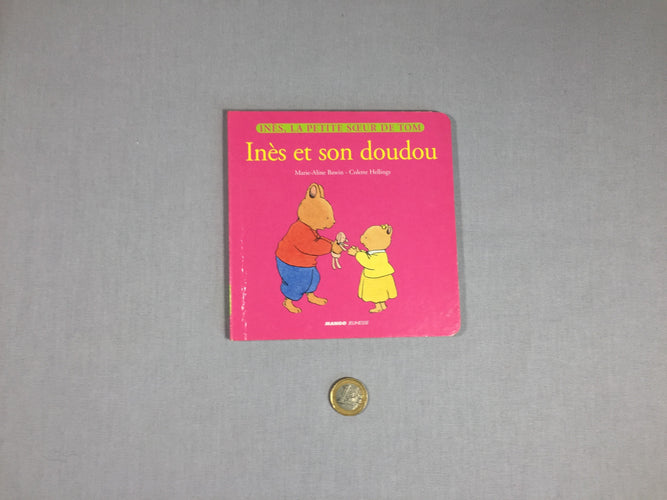 INÈS, LA PETITE SŒUR DE TOM
Inès et son doudou
Marie-Aline Bawin - Colette Hellings
MANGO JEUNESSE